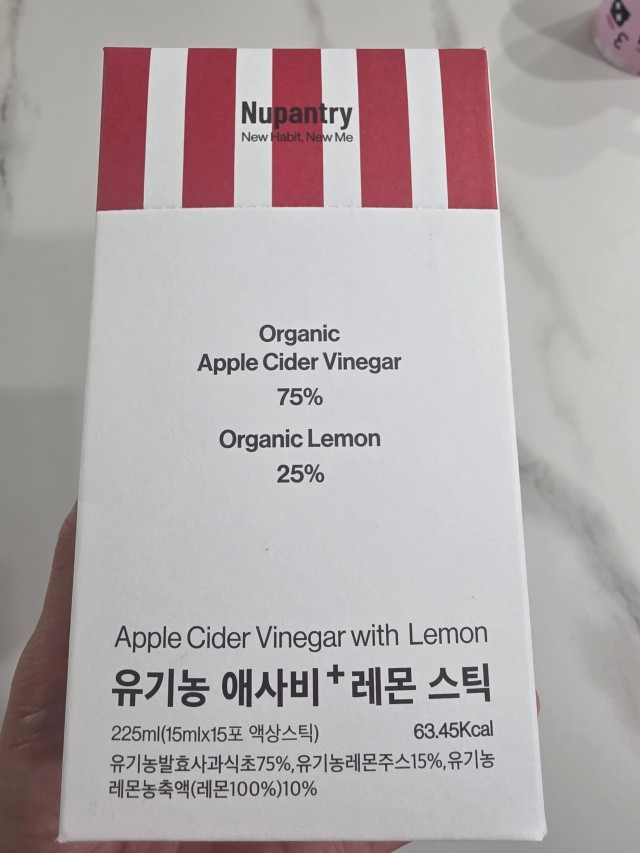 Nupantry
New Habit, New Me
Organic
Apple Cider Vinegar
75%
Organic Lemon
25%
Apple Cider Vinegar with Lemon
유기농 애사비+레몬 스틱
225ml(15mlx15포 액상스틱) 63.45Kcal
유기농발효사과식초75%,유기농레몬주스15%,유기농
레몬농축액(레몬100%)10%